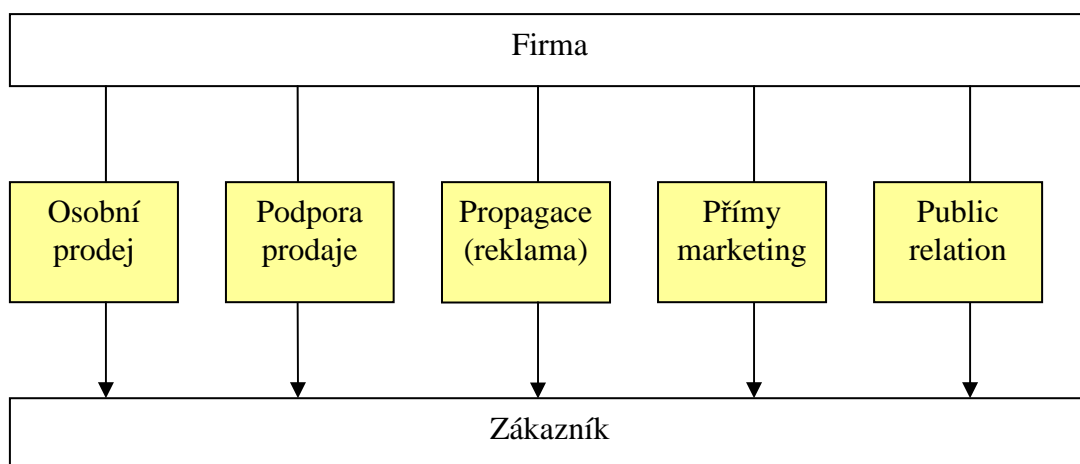 Firma
Osobní
prodej
Podpora
prodaje
Propagace
(reklama)
Přímy
marketing
Public
relation
Zákazník